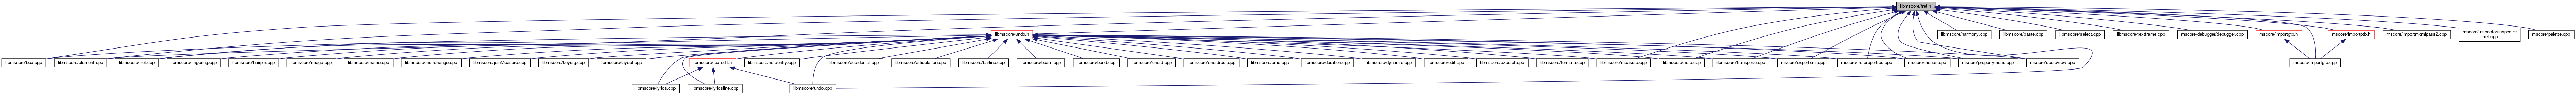 libmscore/fret.h
libmscore/undo.h
libmscore/harmony.cpp
libmscore/paste.cpp
libmscore/select.cpp
libmscore/textframe.cpp
mscore/debugger/debugger.cpp
mscore/importgtp.h
mscore/importptb.h
mscore/importmxmlpass2.cpp
mscore/inspector/inspector
Fret.cpp
mscore/palette.cpp
libmscore/box.cpp
libmscore/element.cpp
libmscore/fret.cpp
libmscore/fingering.cpp
libmscore/hairpin.cpp
libmscore/image.cpp
libmscore/iname.cpp
libmscore/instrchange.cpp
libmscore/joinMeasure.cpp
libmscore/keysig.cpp
libmscore/layout.cpp
libmscore/textedit.h
libmscore/noteentry.cpp
libmscore/accidental.cpp
libmscore/articulation.cpp
libmscore/barline.cpp
libmscore/beam.cpp
libmscore/bend.cpp
libmscore/chord.cpp
libmscore/chordrest.cpp
libmscore/cmd.cpp
libmscore/duration.cpp
libmscore/dynamic.cpp
libmscore/edit.cpp
libmscore/excerpt.cpp
libmscore/fermata.cpp
libmscore/measure.cpp
libmscore/note.cpp
libmscore/transpose.cpp
mscore/exportxml.cpp
mscore/fretproperties.cpp
mscore/menus.cpp
mscore/propertymenu.cpp
mscore/scoreview.cpp
mscore/importgtp.cpp
libmscore/lyrics.cpp
libmscore/lyricsline.cpp
libmscore/undo.cpp